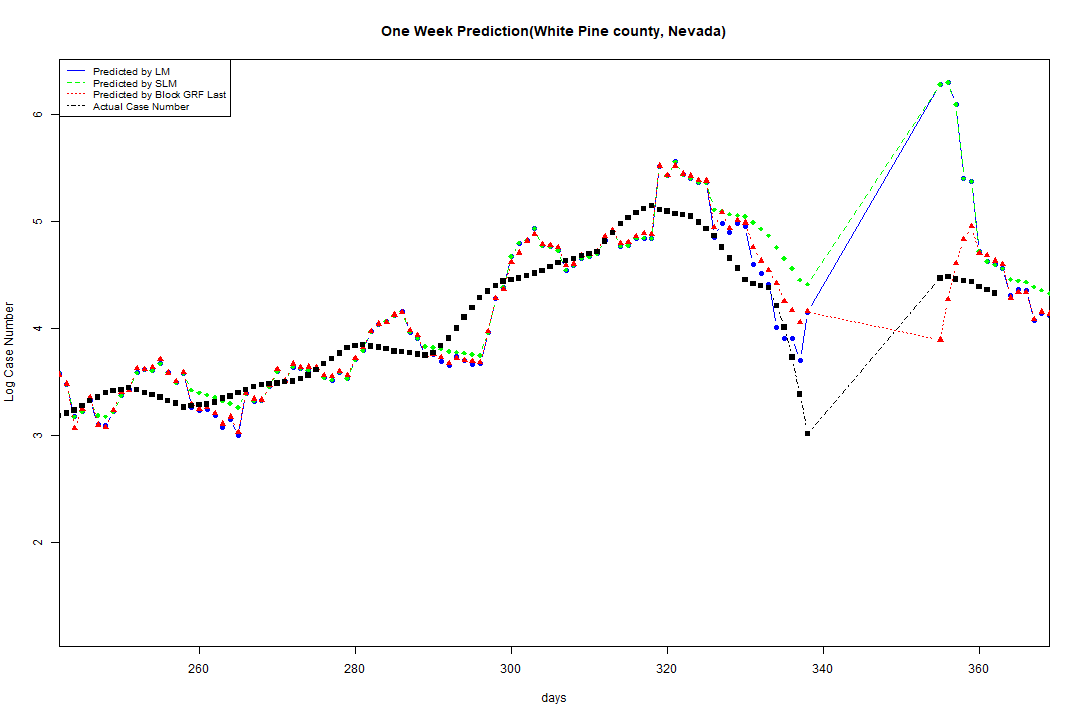 One Week Prediction(White Pine county, Nevada)
Predicted by LM
Predicted by SLM
Predicted by Block GRF Last
Actual Case Number
6
5
4
3
2
Log Case Number
260 280 300 320 340 360
days